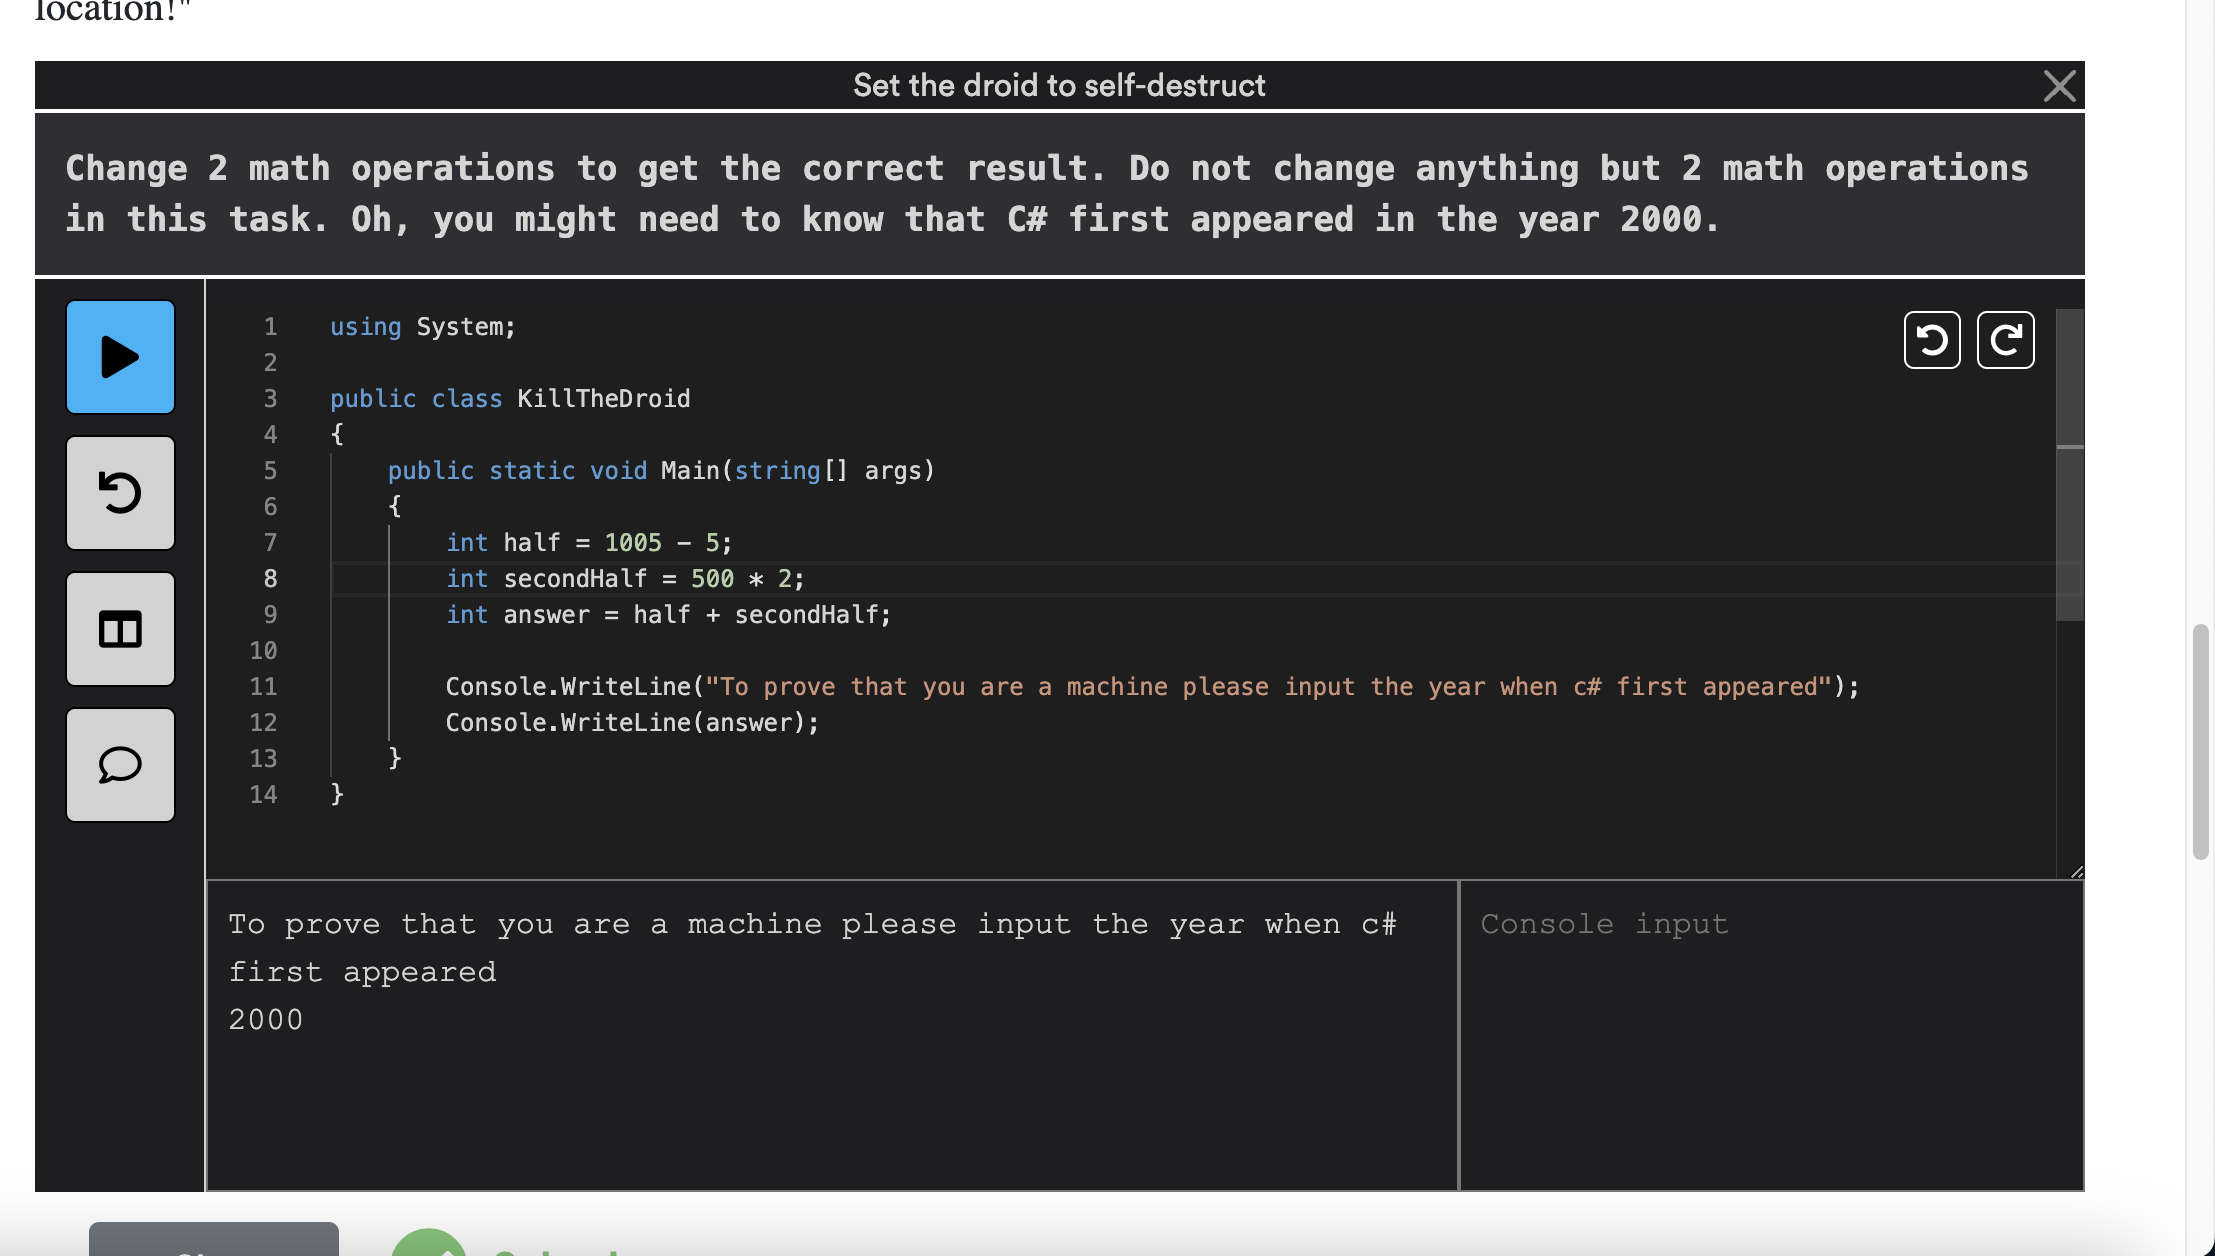 location!"
Set the droid to self-destruct
Change 2 math operations to get the correct result. Do not change anything but 2 math operations
in this task. Oh, you might need to know that C# first appeared in the year 2000.
1 using System;
2
3 public class KillTheDroid
4 {
5 public static void Main(string[] args)
6 {
7 int half = 1005 - 5;
8 int secondHalf = 500 * 2;
9 int answer = half + secondHalf;
10
11 Console.WriteLine("To prove that you are a machine please input the year when c# first appeared");
12 Console.WriteLine(answer);
13 }
14 }
To prove that you are a machine please input the year when c#
first appeared
2000
Console input